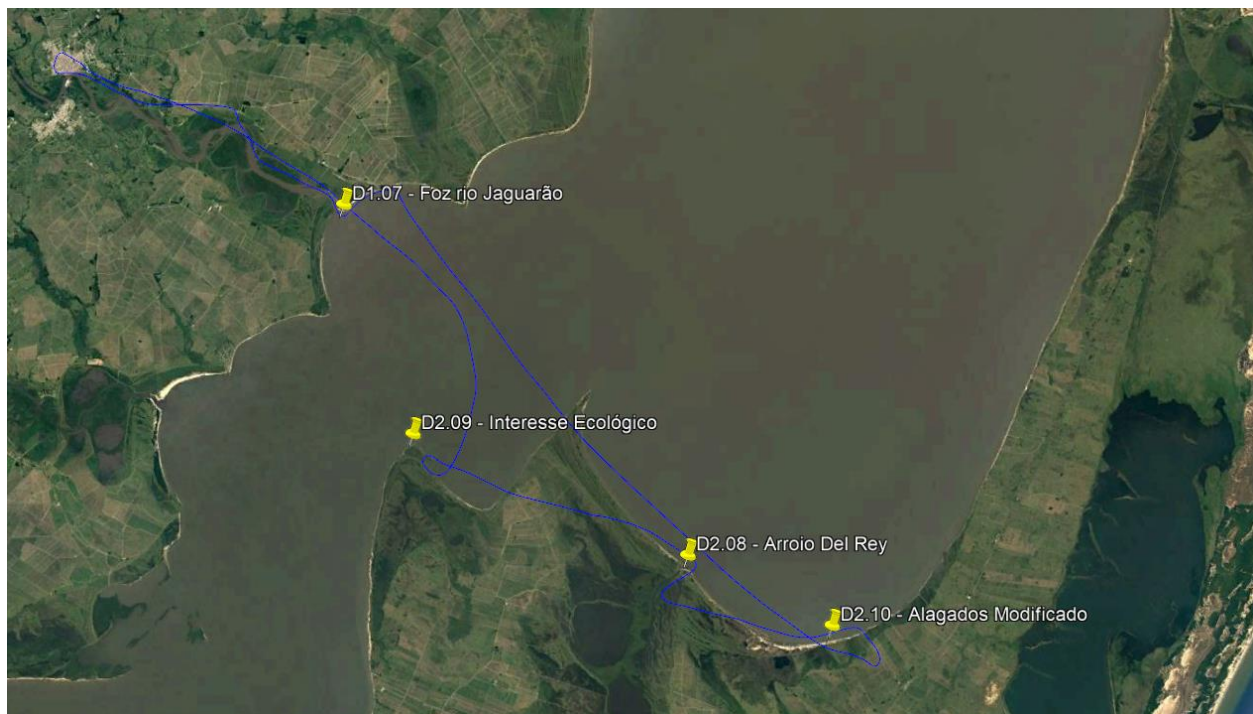 D1.07 - Foz rio Jaguarão
D2.09 - Interesse Ecológico
D2.08 - Arroio Del Rey
D2.10 - Alagados Modificado